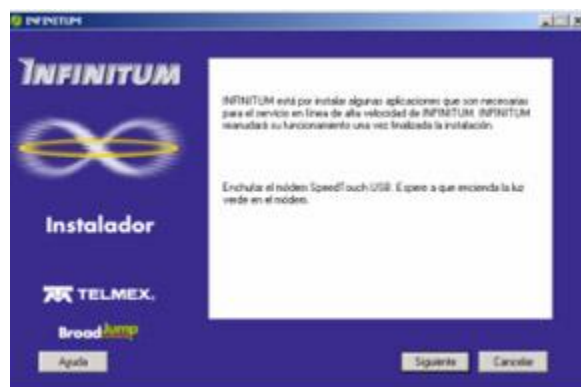 INFINITUM
INFINITUM
INFINITUM está por instalar algunas aplicaciones que son necesarias
para el servicio en línea de alta velocidad de INFINITUM. INFINITUM
reanudará su funcionamiento una vez finalizada la instalación.
Enchufar el módem SpeedTouch USB. Espere a que encienda la luz
verde en el módem.
Instalador
TELMEX.
BroadJump
Ayuda
Siguiente
Cancelar